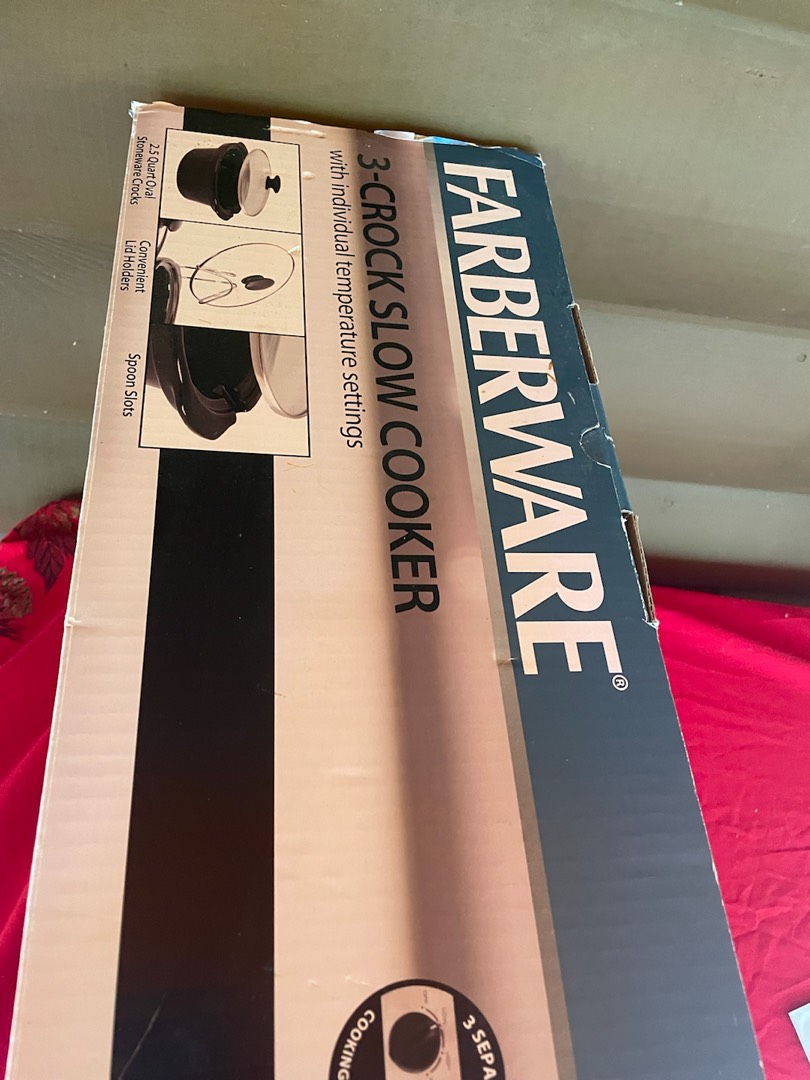 FARBERWARE®
3-CROCK SLOW COOKER
with individual temperature settings
2.5 Quart Oval
Stoneware Crocks
Convenient
Lid Holders
Spoon Slots
3 SEPA
COOKING